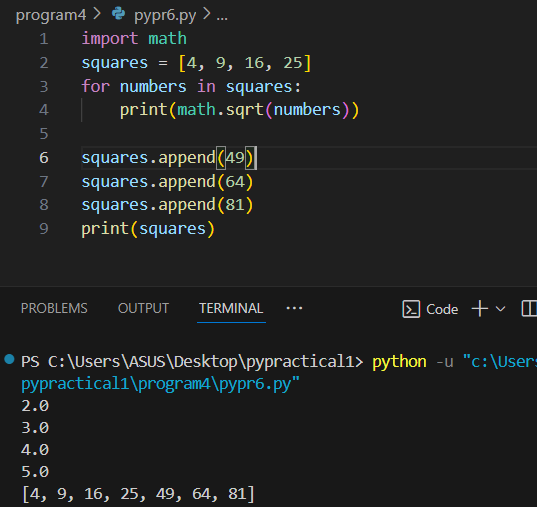 program4 > pypr6.py > ...
1 import math
2 squares = [4, 9, 16, 25]
3 for numbers in squares:
4     print(math.sqrt(numbers))
5
6 squares.append(49)
7 squares.append(64)
8 squares.append(81)
9 print(squares)
PROBLEMS OUTPUT TERMINAL ... Code
PS C:\Users\ASUS\Desktop\pypractical1> python -u "c:\Users
pypractical1\program4\pypr6.py"
2.0
3.0
4.0
5.0
[4, 9, 16, 25, 49, 64, 81]